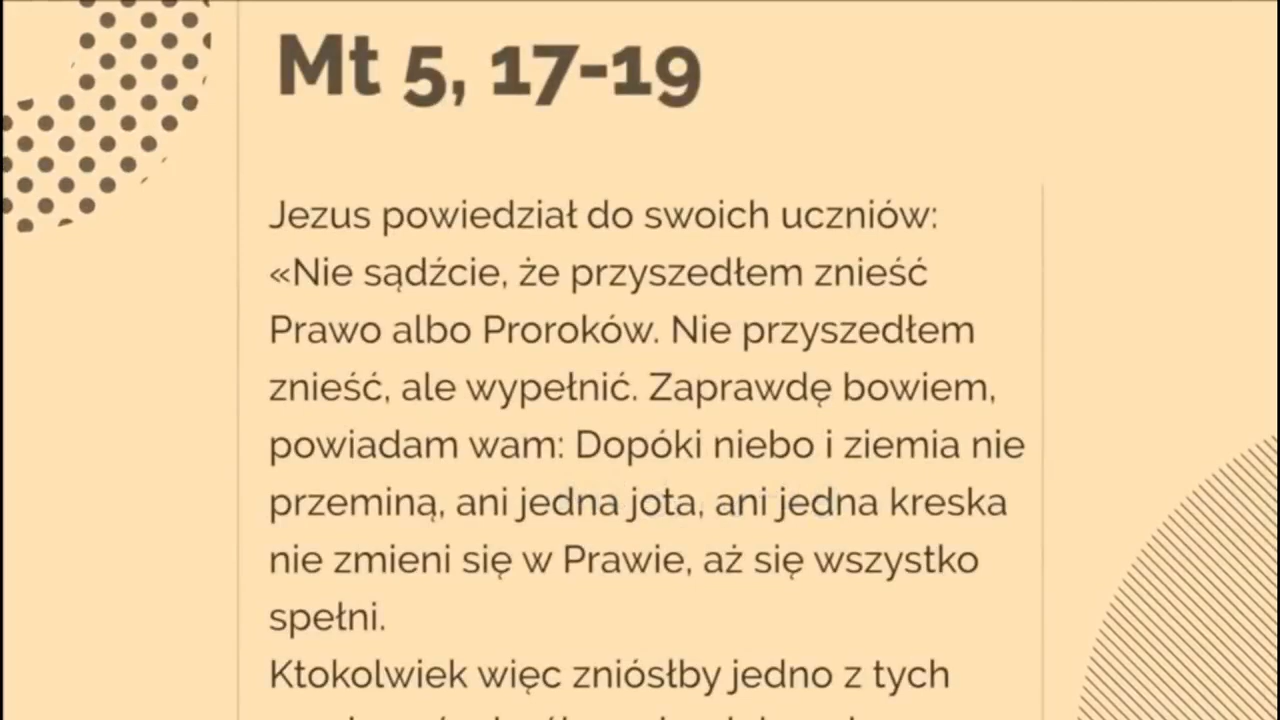 Mt 5, 17-19
Jezus powiedział do swoich uczniów:
«Nie sądźcie, że przyszedłem znieść
Prawo albo Proroków. Nie przyszedłem
znieść, ale wypełnić. Zaprawdę bowiem,
powiadam wam: Dopóki niebo i ziemia nie
przeminą, ani jedna jota, ani jedna kreska
nie zmieni się w Prawie, aż się wszystko
spełni.
Ktokolwiek więc zniósłby jedno z tych